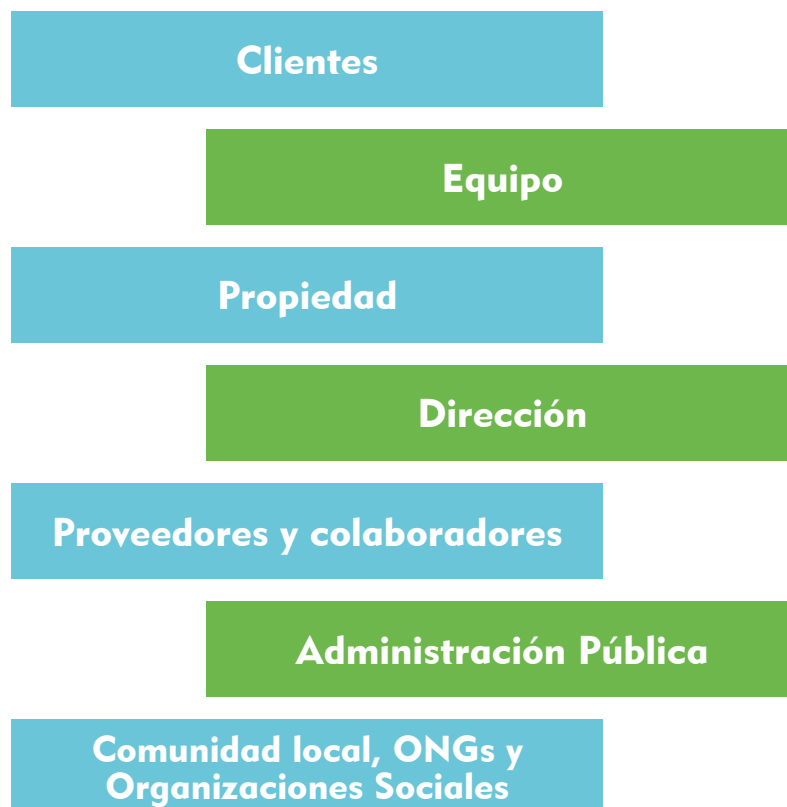 Clientes
Equipo
Propiedad
Dirección
Proveedores y colaboradores
Administración Pública
Comunidad local, ONGs y
Organizaciones Sociales